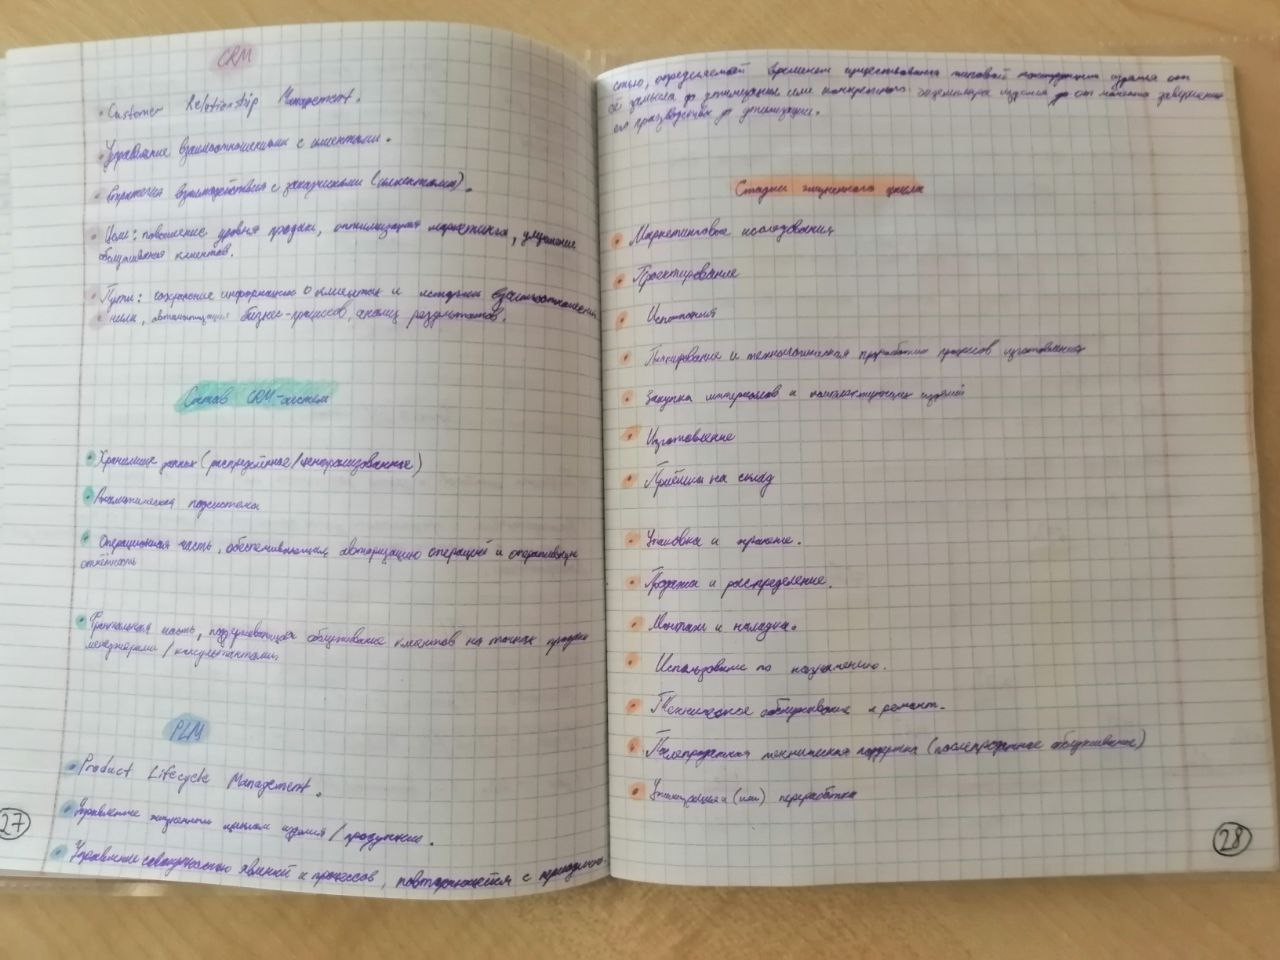 CRM
• Customer Relationship Management.
• Управление взаимоотношениями с клиентами.
• взаимодействия с заказчиками (клиентами).
• Цели: повышение уровня продаж, оптимизация маркетинга, улучшение
обслуживания клиентов.
• Пути: сохранение информации о клиентах и истории взаимоотношений с
ними, автоматизация бизнес-процессов, анализ результатов.
Состав CRM-систем
• Хранилище данных (распределённое/централизованное)
• Аналитическая подсистема
• Операционная часть, обеспечивающая авторизацию операций и оперативную
отчётность
• Фронтальная часть, поддерживающая обслуживание клиентов на точках продаж
менеджерами/консультантами
PLM
• Product Lifecycle Management.
• Управление жизненным циклом изделия/продукции.
• Управление совокупностью явлений и процессов, повторяющейся с периодично-
27
стью, определяемой временем существования типовой конструкции изделия от
её замысла до утилизации или конкретного экземпляра изделия от момента завершения
его производства до утилизации.
Стадии жизненного цикла
• Маркетинговые исследования
• Проектирование
• Испытания
• Планирование и технологическая проработка процессов изготовления
• Закупка материалов и комплектующих изделий
• Изготовление
• Приёмка на склад
• Упаковка и хранение.
• Продажа и распределение.
• Монтаж и наладка.
• Использование по назначению.
• Техническое обслуживание и ремонт.
• Послепродажная техническая поддержка (послепродажное обслуживание)
• Утилизация и (или) переработка
28